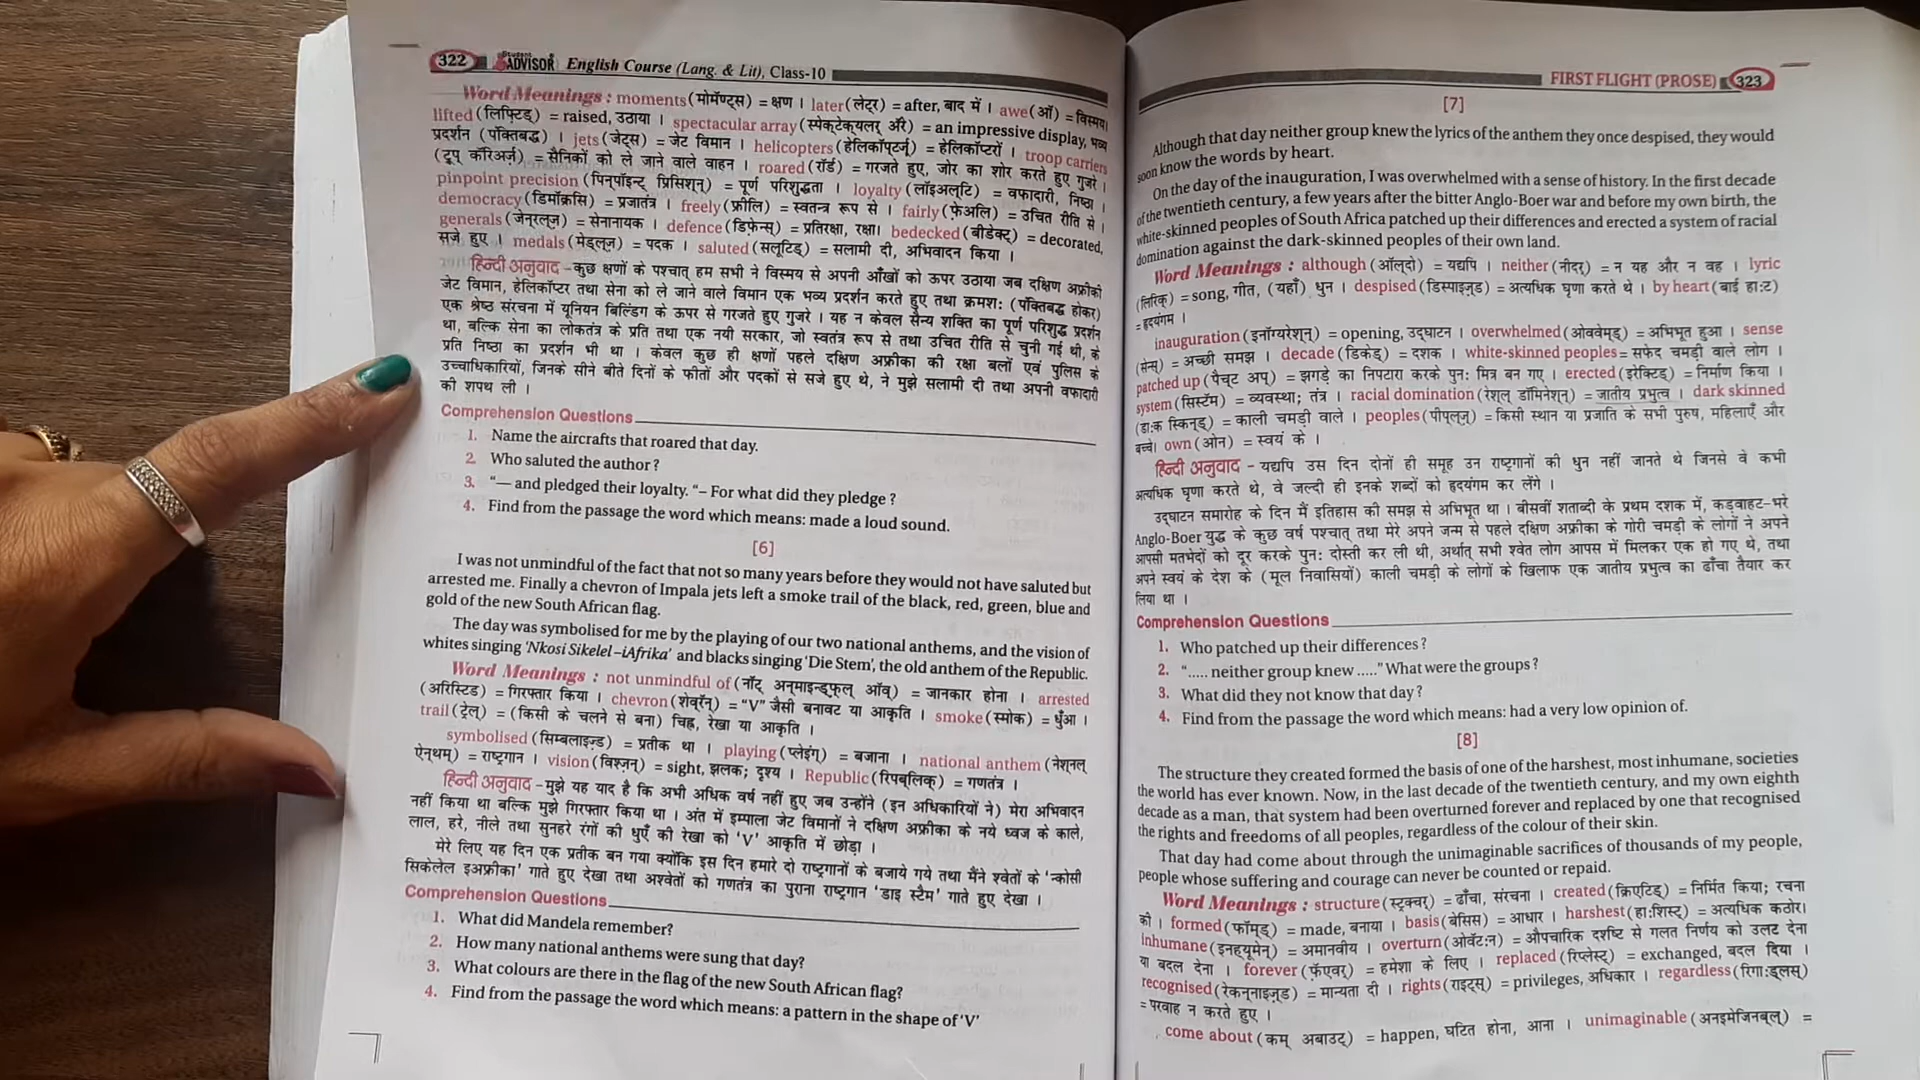 322 Student ADVISOR English Course (Lang. & Lit), Class-10
Word Meanings : moments (मोमॅण्ट्स) = क्षण । later (लेट्र) = after, बाद में । awe (ऑ) = विस्मय।
lifted (लिफ्टिड्) = raised, उठाया । spectacular array (स्पेक्टेक्यलर् अॅरे) = an impressive display, भव्य
प्रदर्शन (पंक्तिबद्ध) । jets (जेट्स) = जेट विमान । helicopters (हेलिकॉप्टर्ज़) = हेलिकॉप्टरों । troop carriers
(ट्रूप् कॅरिअर्ज़) = सैनिकों को ले जाने वाले वाहन । roared (रॉर्ड) = गरजते हुए, जोर का शोर करते हुए गुजरे ।
pinpoint precision (पिन्पॉइन्ट् प्रिसिश्न्) = पूर्ण परिशुद्धता । loyalty (लॉइअल्टि) = वफादारी, निष्ठा ।
democracy (डिमॉक्रसि) = प्रजातंत्र । freely (फ्रीलि) = स्वतन्त्र रूप से । fairly (फ़ेअलि) = उचित रीति से ।
generals (जेन्रल्ज़) = सेनानायक । defence (डिफेन्स्) = प्रतिरक्षा, रक्षा। bedecked (बीडेक्ट्) = decorated,
सजे हुए । medals (मेड्ल्ज़) = पदक । saluted (सलूटिड्) = सलामी दी, अभिवादन किया ।
हिन्दी अनुवाद –कुछ क्षणों के पश्चात् हम सभी ने विस्मय से अपनी आँखों को ऊपर उठाया जब दक्षिण अफ्रीकी
जेट विमान, हेलिकॉप्टर तथा सेना को ले जाने वाले विमान एक भव्य प्रदर्शन करते हुए तथा क्रमश: (पंक्तिबद्ध होकर)
एक श्रेष्ठ संरचना में यूनियन बिल्डिंग के ऊपर से गरजते हुए गुजरे । यह न केवल सैन्य शक्ति का पूर्ण परिशुद्ध प्रदर्शन
था, बल्कि सेना का लोकतंत्र के प्रति तथा एक नयी सरकार, जो स्वतंत्र रूप से तथा उचित रीति से चुनी गई थी, के
प्रति निष्ठा का प्रदर्शन भी था । केवल कुछ ही क्षणों पहले दक्षिण अफ्रीका की रक्षा बलों एवं पुलिस के
उच्चाधिकारियों, जिनके सीने बीते दिनों के फीतों और पदकों से सजे हुए थे, ने मुझे सलामी दी तथा अपनी वफादारी
की शपथ ली ।
Comprehension Questions
1. Name the aircrafts that roared that day.
2. Who saluted the author?
3. “— and pledged their loyalty. “– For what did they pledge ?
4. Find from the passage the word which means: made a loud sound.
[6]
I was not unmindful of the fact that not so many years before they would not have saluted but
arrested me. Finally a chevron of Impala jets left a smoke trail of the black, red, green, blue and
gold of the new South African flag.
The day was symbolised for me by the playing of our two national anthems, and the vision of
whites singing ‘Nkosi Sikelel –iAfrika’ and blacks singing ‘Die Stem’, the old anthem of the Republic.
Word Meanings : not unmindful of (नॉट् अन्माइन्ड्फुल् ऑव्) = जानकार होना । arrested
(अरिस्टिड) = गिरफ्तार किया । chevron (शेव्रॅन्) = “V” जैसी बनावट या आकृति । smoke (स्मोक) = धुँआ ।
trail (ट्रेल्) = (किसी के चलने से बना) चिह्न, रेखा या आकृति ।
symbolised (सिम्बलाइज़्ड) = प्रतीक था । playing (प्लेइंग्) = बजाना । national anthem (नेश्नल्
ऐन्थम्) = राष्ट्रगान । vision (विश्ज़न्) = sight, झलक; दृश्य । Republic (रिपब्लिक्) = गणतंत्र ।
हिन्दी अनुवाद –मुझे यह याद है कि अभी अधिक वर्ष नहीं हुए जब उन्होंने (इन अधिकारियों ने) मेरा अभिवादन
नहीं किया था बल्कि मुझे गिरफ्तार किया था । अंत में इम्पाला जेट विमानों ने दक्षिण अफ्रीका के नये ध्वज के काले,
लाल, हरे, नीले तथा सुनहरे रंगों की धुएँ की रेखा को ‘V’ आकृति में छोड़ा ।
मेरे लिए यह दिन एक प्रतीक बन गया क्योंकि इस दिन हमारे दो राष्ट्रगानों के बजाये गये तथा मैंने श्वेतों के ‘न्कोसी
सिकेलेल इअफ्रीका’ गाते हुए देखा तथा अश्वेतों को गणतंत्र का पुराना राष्ट्रगान ‘डाइ स्टैम’ गाते हुए देखा ।
Comprehension Questions
1. What did Mandela remember?
2. How many national anthems were sung that day?
3. What colours are there in the flag of the new South African flag?
4. Find from the passage the word which means: a pattern in the shape of ‘V’
FIRST FLIGHT (PROSE) 323
[7]
Although that day neither group knew the lyrics of the anthem they once despised, they would
soon know the words by heart.
On the day of the inauguration, I was overwhelmed with a sense of history. In the first decade
of the twentieth century, a few years after the bitter Anglo-Boer war and before my own birth, the
white-skinned peoples of South Africa patched up their differences and erected a system of racial
domination against the dark-skinned peoples of their own land.
Word Meanings : although (ऑल्दो) = यद्यपि । neither (नीदर्) = न यह और न वह । lyric
(लिरिक्) = song, गीत, (यहाँ) धुन । despised (डिस्पाइज़्ड) = अत्यधिक घृणा करते थे । by heart (बाई हा:ट)
= हृदयंगम ।
inauguration (इनॉग्यरेश्न्) = opening, उद्घाटन । overwhelmed (ओववेम्ड्) = अभिभूत हुआ । sense
(सेन्स्) = अच्छी समझ । decade (डिकेड्) = दशक । white-skinned peoples = सफेद चमड़ी वाले लोग ।
patched up (पैच्ट अप्) = झगड़े का निपटारा करके पुन: मित्र बन गए । erected (इरेक्टिड्) = निर्माण किया ।
system (सिस्टॅम) = व्यवस्था; तंत्र । racial domination (रेश्ल् डॉमिनेश्न्) = जातीय प्रभुत्व । dark skinned
(डा:क स्किन्ड्) = काली चमड़ी वाले । peoples (पीप्ल्ज़) = किसी स्थान या प्रजाति के सभी पुरुष, महिलाएँ और
बच्चे। own (ओन) = स्वयं के ।
हिन्दी अनुवाद – यद्यपि उस दिन दोनों ही समूह उन राष्ट्रगानों की धुन नहीं जानते थे जिनसे वे कभी
अत्यधिक घृणा करते थे, वे जल्दी ही इनके शब्दों को हृदयंगम कर लेंगे ।
उद्घाटन समारोह के दिन मैं इतिहास की समझ से अभिभूत था । बीसवीं शताब्दी के प्रथम दशक में, कड़वाहट–भरे
Anglo-Boer युद्ध के कुछ वर्ष पश्चात् तथा मेरे अपने जन्म से पहले दक्षिण अफ्रीका के गोरी चमड़ी के लोगों ने अपने
आपसी मतभेदों को दूर करके पुन: दोस्ती कर ली थी, अर्थात् सभी श्वेत लोग आपस में मिलकर एक हो गए थे, तथा
अपने स्वयं के देश के (मूल निवासियों) काली चमड़ी के लोगों के खिलाफ एक जातीय प्रभुत्व का ढाँचा तैयार कर
लिया था ।
Comprehension Questions
1. Who patched up their differences?
2. “..... neither group knew .....” What were the groups?
3. What did they not know that day?
4. Find from the passage the word which means: had a very low opinion of.
[8]
The structure they created formed the basis of one of the harshest, most inhumane, societies
the world has ever known. Now, in the last decade of the twentieth century, and my own eighth
decade as a man, that system had been overturned forever and replaced by one that recognised
the rights and freedoms of all peoples, regardless of the colour of their skin.
That day had come about through the unimaginable sacrifices of thousands of my people,
people whose suffering and courage can never be counted or repaid.
Word Meanings : structure (स्ट्रक्चर्) = ढाँचा, संरचना । created (क्रिएटिड्) = निर्मित किया; रचना
की । formed (फॉम्ड्) = made, बनाया । basis (बेसिस) = आधार । harshest (हा:शिस्ट्) = अत्यधिक कठोर।
inhumane (इनह्यूमेन्) = अमानवीय । overturn (ओवॅट:न) = औपचारिक दृष्टि से गलत निर्णय को उलट देना
या बदल देना । forever (फ़ॅएवर्) = हमेशा के लिए । replaced (रिप्लेस्ट्) = exchanged, बदल दिया ।
recognised (रेकग्नाइज़्ड) = मान्यता दी । rights (राइट्स्) = privileges, अधिकार । regardless (रिगा:ड्लस्)
= परवाह न करते हुए ।
come about (कम् अबाउट्) = happen, घटित होना, आना । unimaginable (अनइमेजिनब्ल्) =